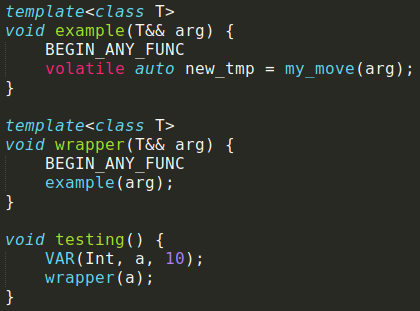 template<class T>
void example(T&& arg) {
    BEGIN_ANY_FUNC
    volatile auto new_tmp = my_move(arg);
}

template<class T>
void wrapper(T&& arg) {
    BEGIN_ANY_FUNC
    example(arg);
}

void testing() {
    VAR(Int, a, 10);
    wrapper(a);
}